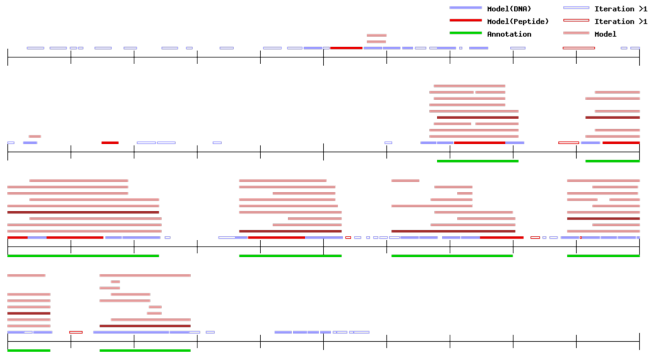 Model(DNA) Iteration >1
Model(Peptide) Iteration >1
Annotation Model